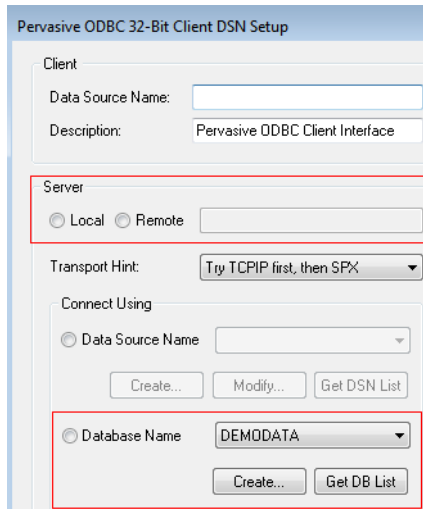 Pervasive ODBC 32-Bit Client DSN Setup
Client
Data Source Name:
Description: Pervasive ODBC Client Interface
Server
Local Remote
Transport Hint: Try TCPIP first, then SPX
Connect Using
Data Source Name
Create... Modify... Get DSN List
Database Name DEMODATA
Create... Get DB List